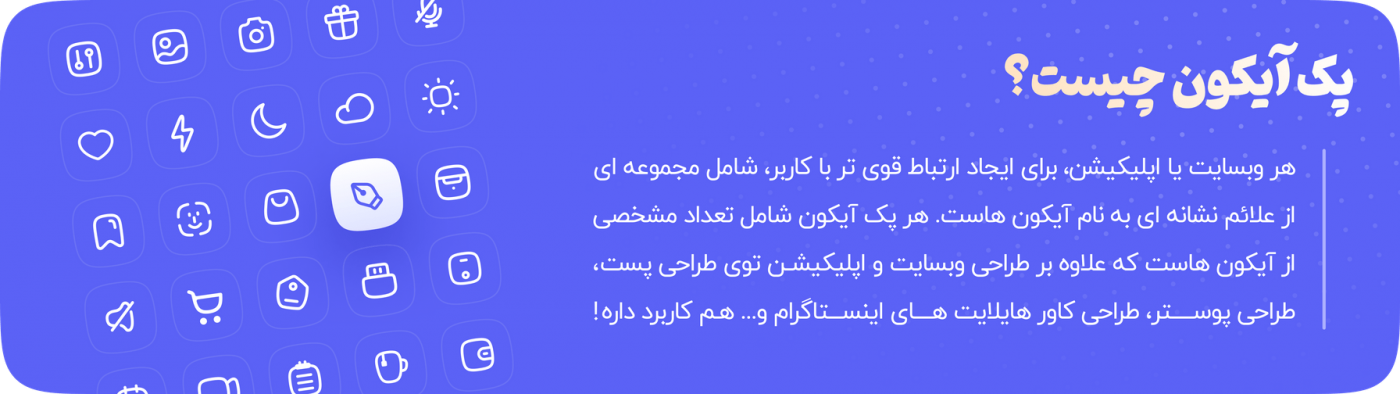 پک آیکون چیست؟
هر وبسایت یا اپلیکیشن، برای ایجاد ارتباط قوی تر با کاربر، شامل مجموعه ای
از علائم نشانه ای به نام آیکون هاست. هر پک آیکون شامل تعداد مشخصی
از آیکون هاست که علاوه بر طراحی وبسایت و اپلیکیشـن توی طراحی پست،
طراحی پوســـتر، طراحی کاور هایلایت هـــای اینســـتاگرام و... هـم کاربرد داره!